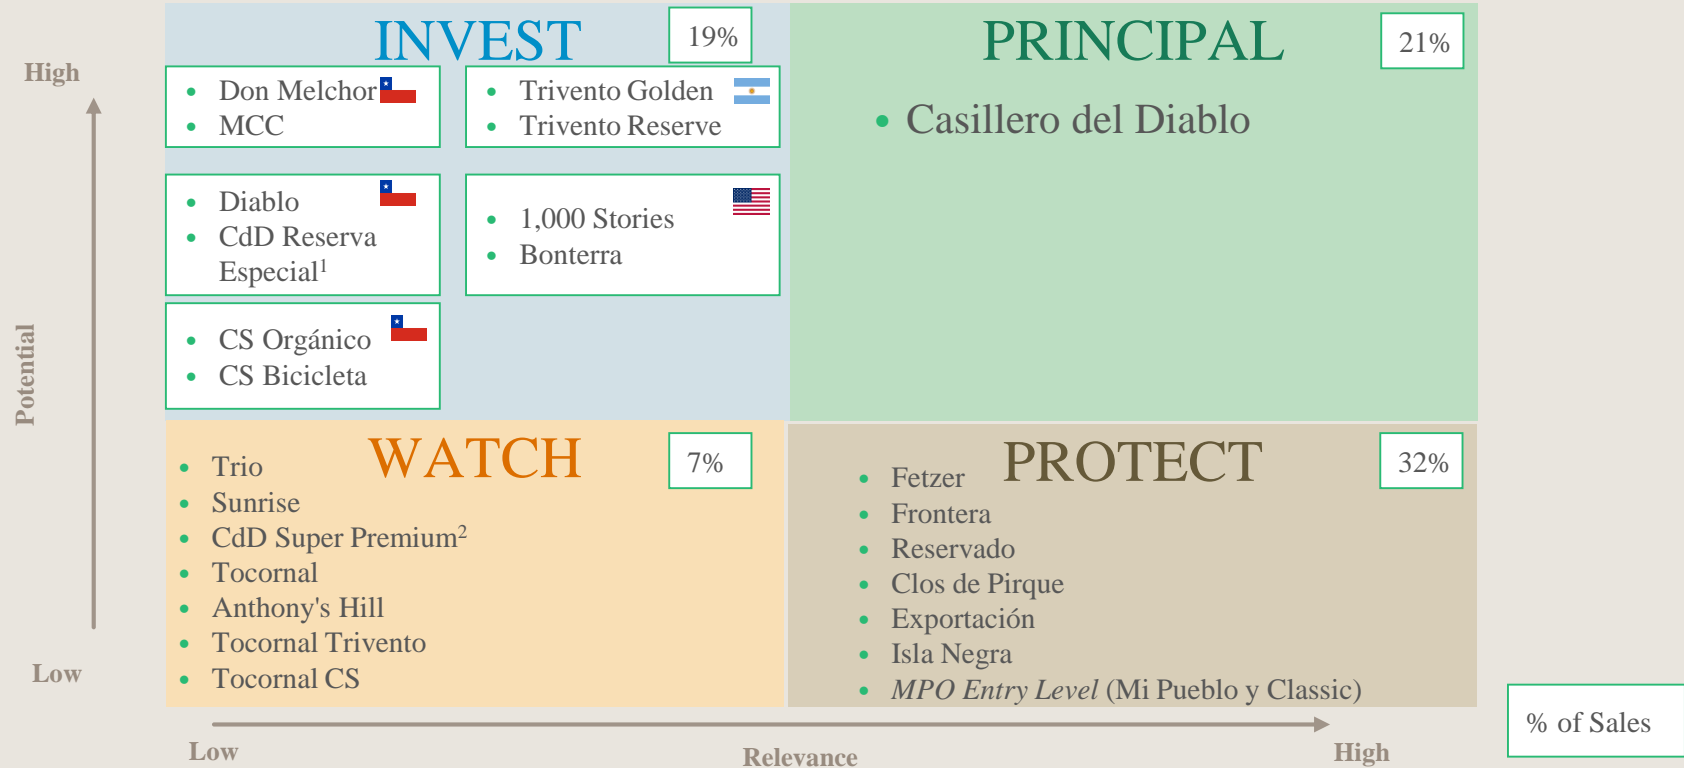 INVEST
19%
PRINCIPAL
21%
High
Don Melchor
MCC
Trivento Golden
Trivento Reserve
Casillero del Diablo
Diablo
CdD Reserva
Especial1
1,000 Stories
Bonterra
CS Orgánico
CS Bicicleta
Potential
WATCH
7%
Trio
Sunrise
CdD Super Premium2
Tocornal
Anthony's Hill
Tocornal Trivento
Tocornal CS
PROTECT
32%
Fetzer
Frontera
Reservado
Clos de Pirque
Exportación
Isla Negra
MPO Entry Level (Mi Pueblo y Classic)
Low
Low
Relevance
High
% of Sales